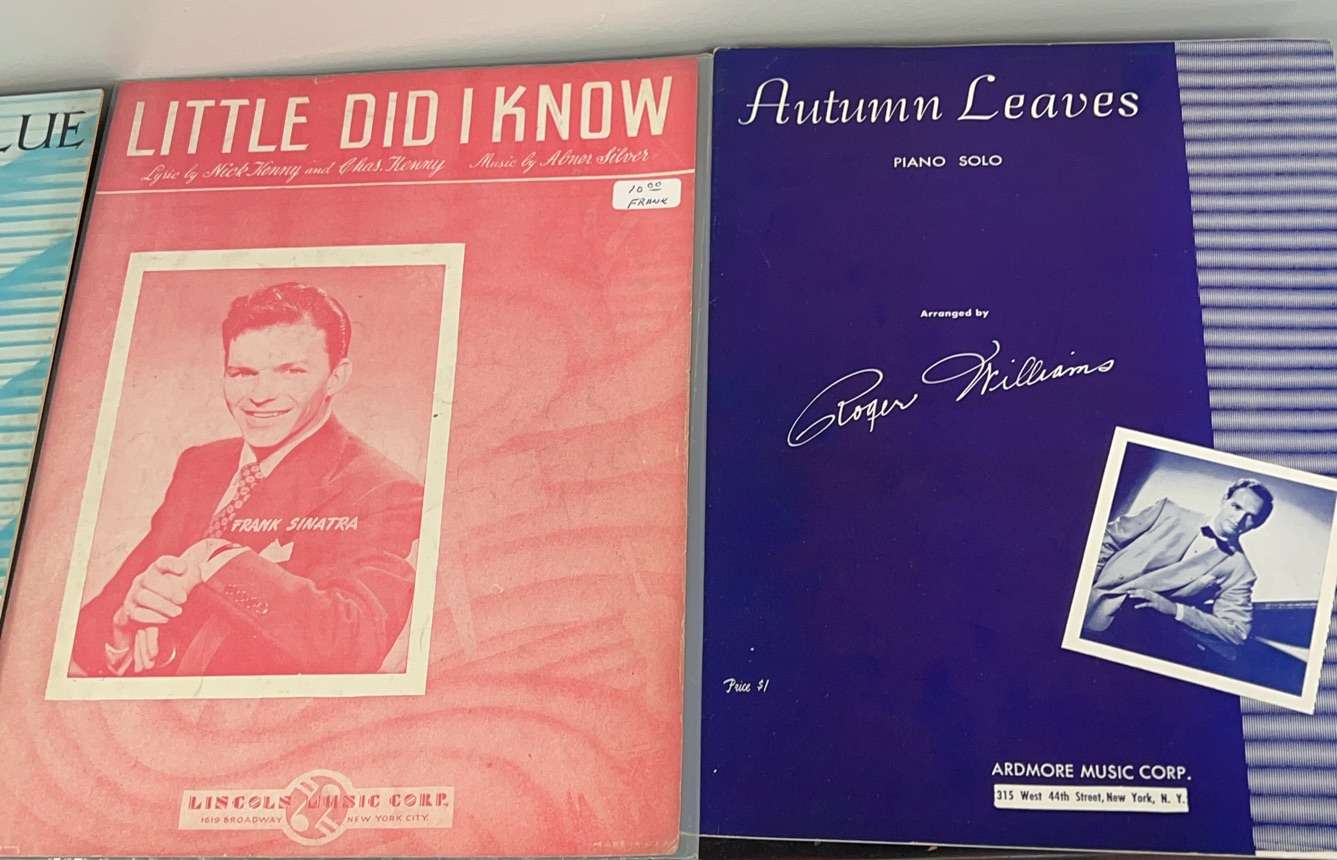 LUE
LITTLE DID I KNOW
Lyric by Nick Kenny and Chas. Kenny Music by Abner Silver
10 00
FRANK
FRANK SINATRA
LINCOLN MUSIC CORP.
1619 BROADWAY NEW YORK CITY.
Autumn Leaves
PIANO SOLO
Arranged by
Roger Williams
Price $1
ARDMORE MUSIC CORP.
315 West 44th Street, New York, N. Y.